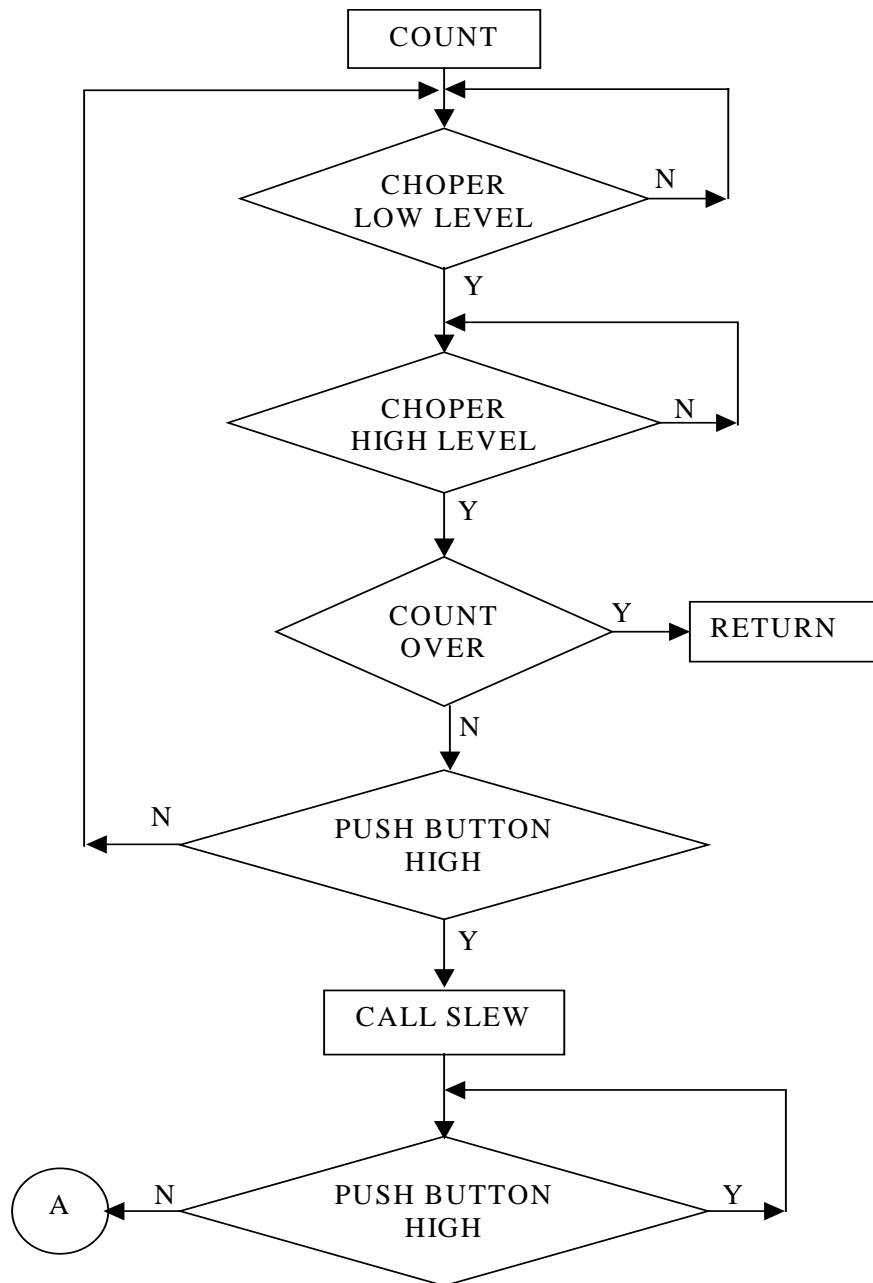 COUNT
CHOPER
LOW LEVEL
N
Y
CHOPER
HIGH LEVEL
N
Y
COUNT
OVER
Y
RETURN
N
N
PUSH BUTTON
HIGH
Y
CALL SLEW
A
N
PUSH BUTTON
HIGH
Y